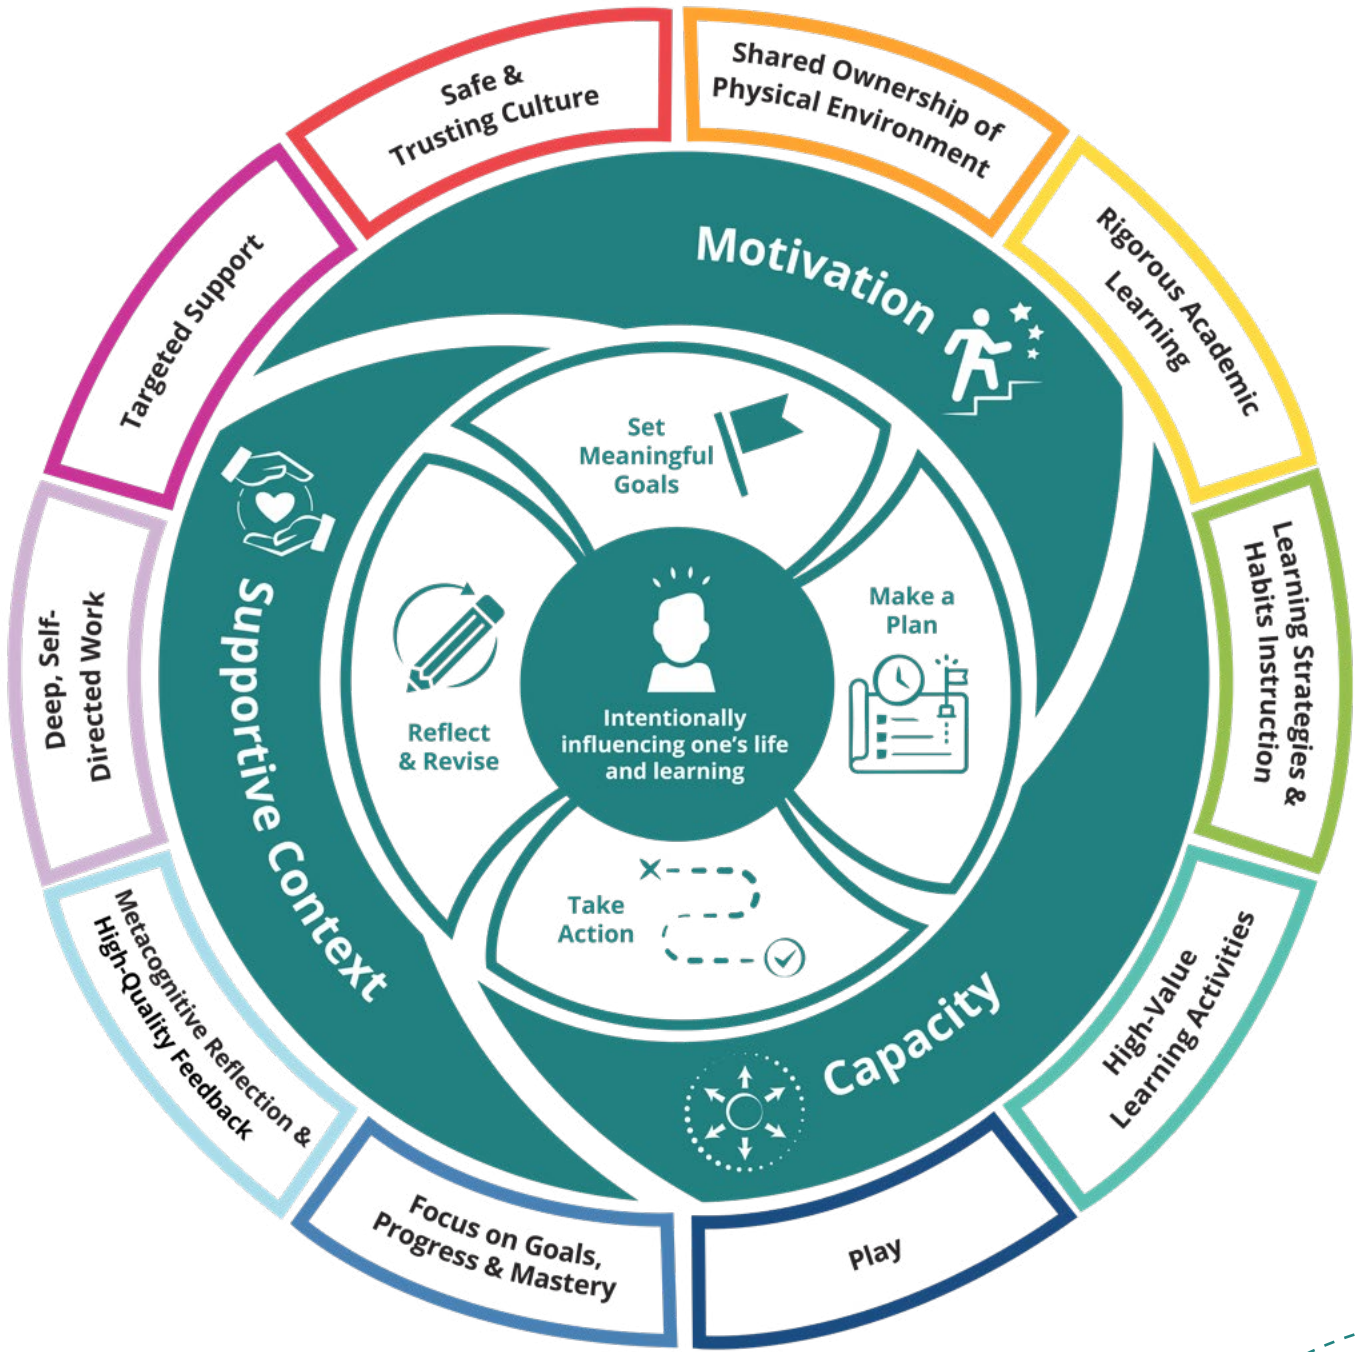 Safe &
Trusting Culture
Shared Ownership of
Physical Environment
Rigorous Academic
Learning
Learning Strategies &
Habits Instruction
High-Value
Learning Activities
Play
Focus on Goals,
Progress & Mastery
Metacognitive Reflection &
High-Quality Feedback
Deep, Self-
Directed Work
Targeted Support
Motivation
Capacity
Supportive Context
Set
Meaningful
Goals
Make a
Plan
Take
Action
Reflect
& Revise
Intentionally
influencing one's life
and learning